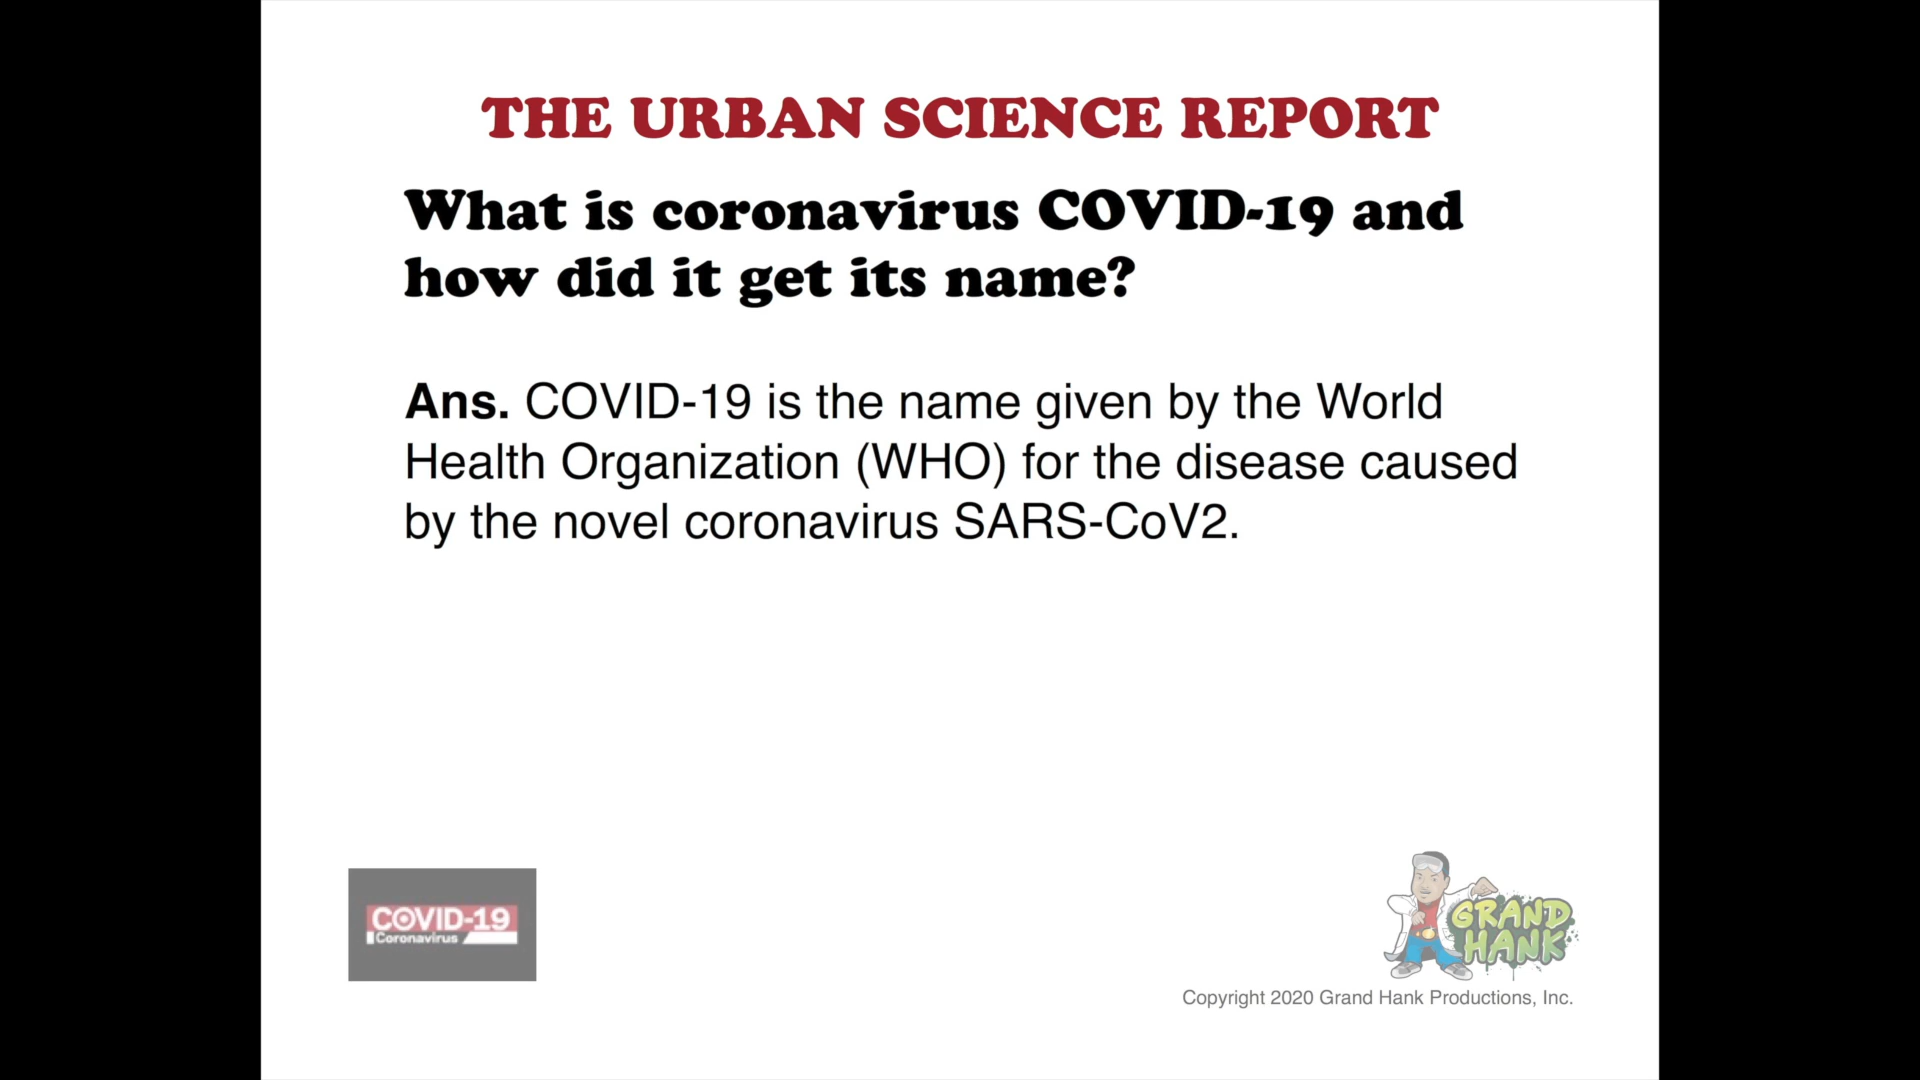 THE URBAN SCIENCE REPORT
What is coronavirus COVID-19 and
how did it get its name?
Ans. COVID-19 is the name given by the World
Health Organization (WHO) for the disease caused
by the novel coronavirus SARS-CoV2.
COVID-19
Coronavirus
GRAND
HANK
Copyright 2020 Grand Hank Productions, Inc.